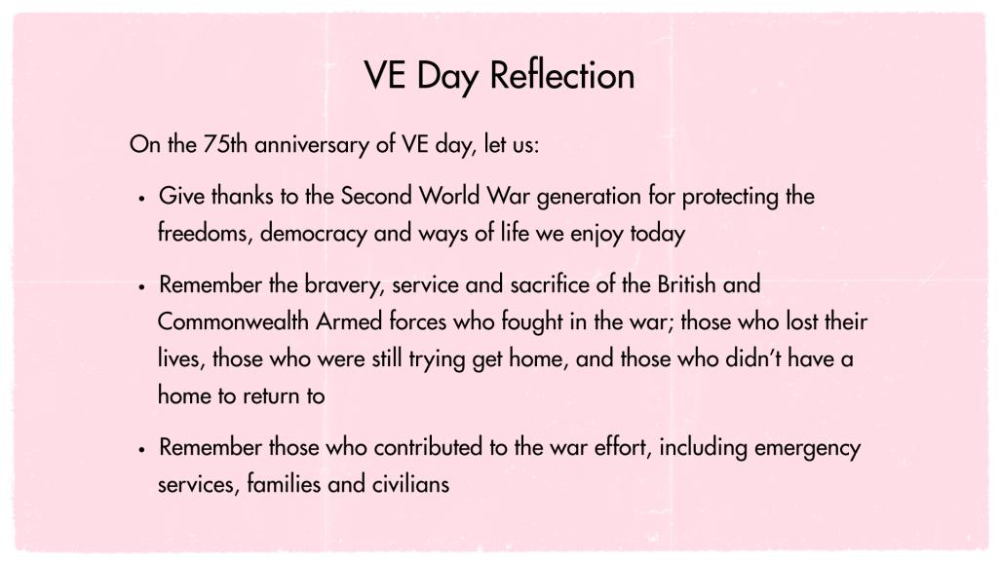 VE Day Reflection
On the 75th anniversary of VE day, let us:
• Give thanks to the Second World War generation for protecting the
freedoms, democracy and ways of life we enjoy today
• Remember the bravery, service and sacrifice of the British and
Commonwealth Armed forces who fought in the war; those who lost their
lives, those who were still trying get home, and those who didn’t have a
home to return to
• Remember those who contributed to the war effort, including emergency
services, families and civilians